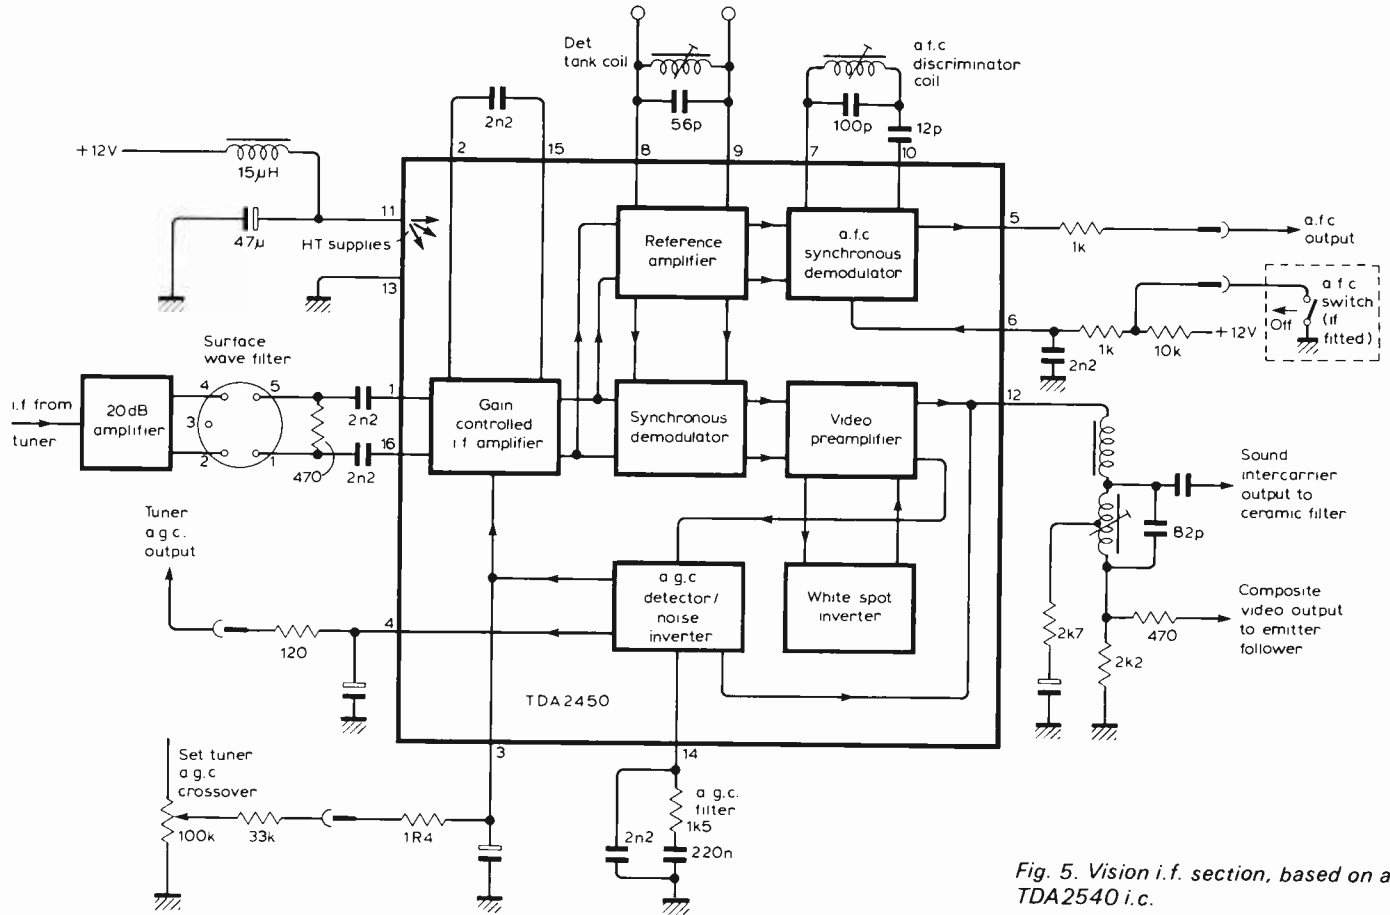 Det
tank coil
56p
a.f.c
discriminator
coil
100p
12p
2n2
2
15
8
9
7
10
+12V
15µH
47µ
11
HT supplies
13
Reference
amplifier
a.f.c
synchronous
demodulator
5
1k
a.f.c
output
6
2n2
1k
10k
+12V
Off
a f c
switch
(if
fitted)
Surface
wave filter
i.f from
tuner
20dB
amplifier
4
3
2
5
1
470
2n2
2n2
1
16
Gain
controlled
i f amplifier
Synchronous
demodulator
Video
preamplifier
12
Sound
intercarrier
output to
ceramic filter
82p
Tuner
a g c.
output
120
4
a g.c
detector/
noise
inverter
White spot
inverter
2k7
470
2k2
Composite
video output
to emitter
follower
TDA2450
3
14
Set tuner
a g c
crossover
100k
33k
1R4
a g.c.
filter
1k5
2n2
220n
Fig. 5. Vision i.f. section, based on a
TDA2540 i.c.